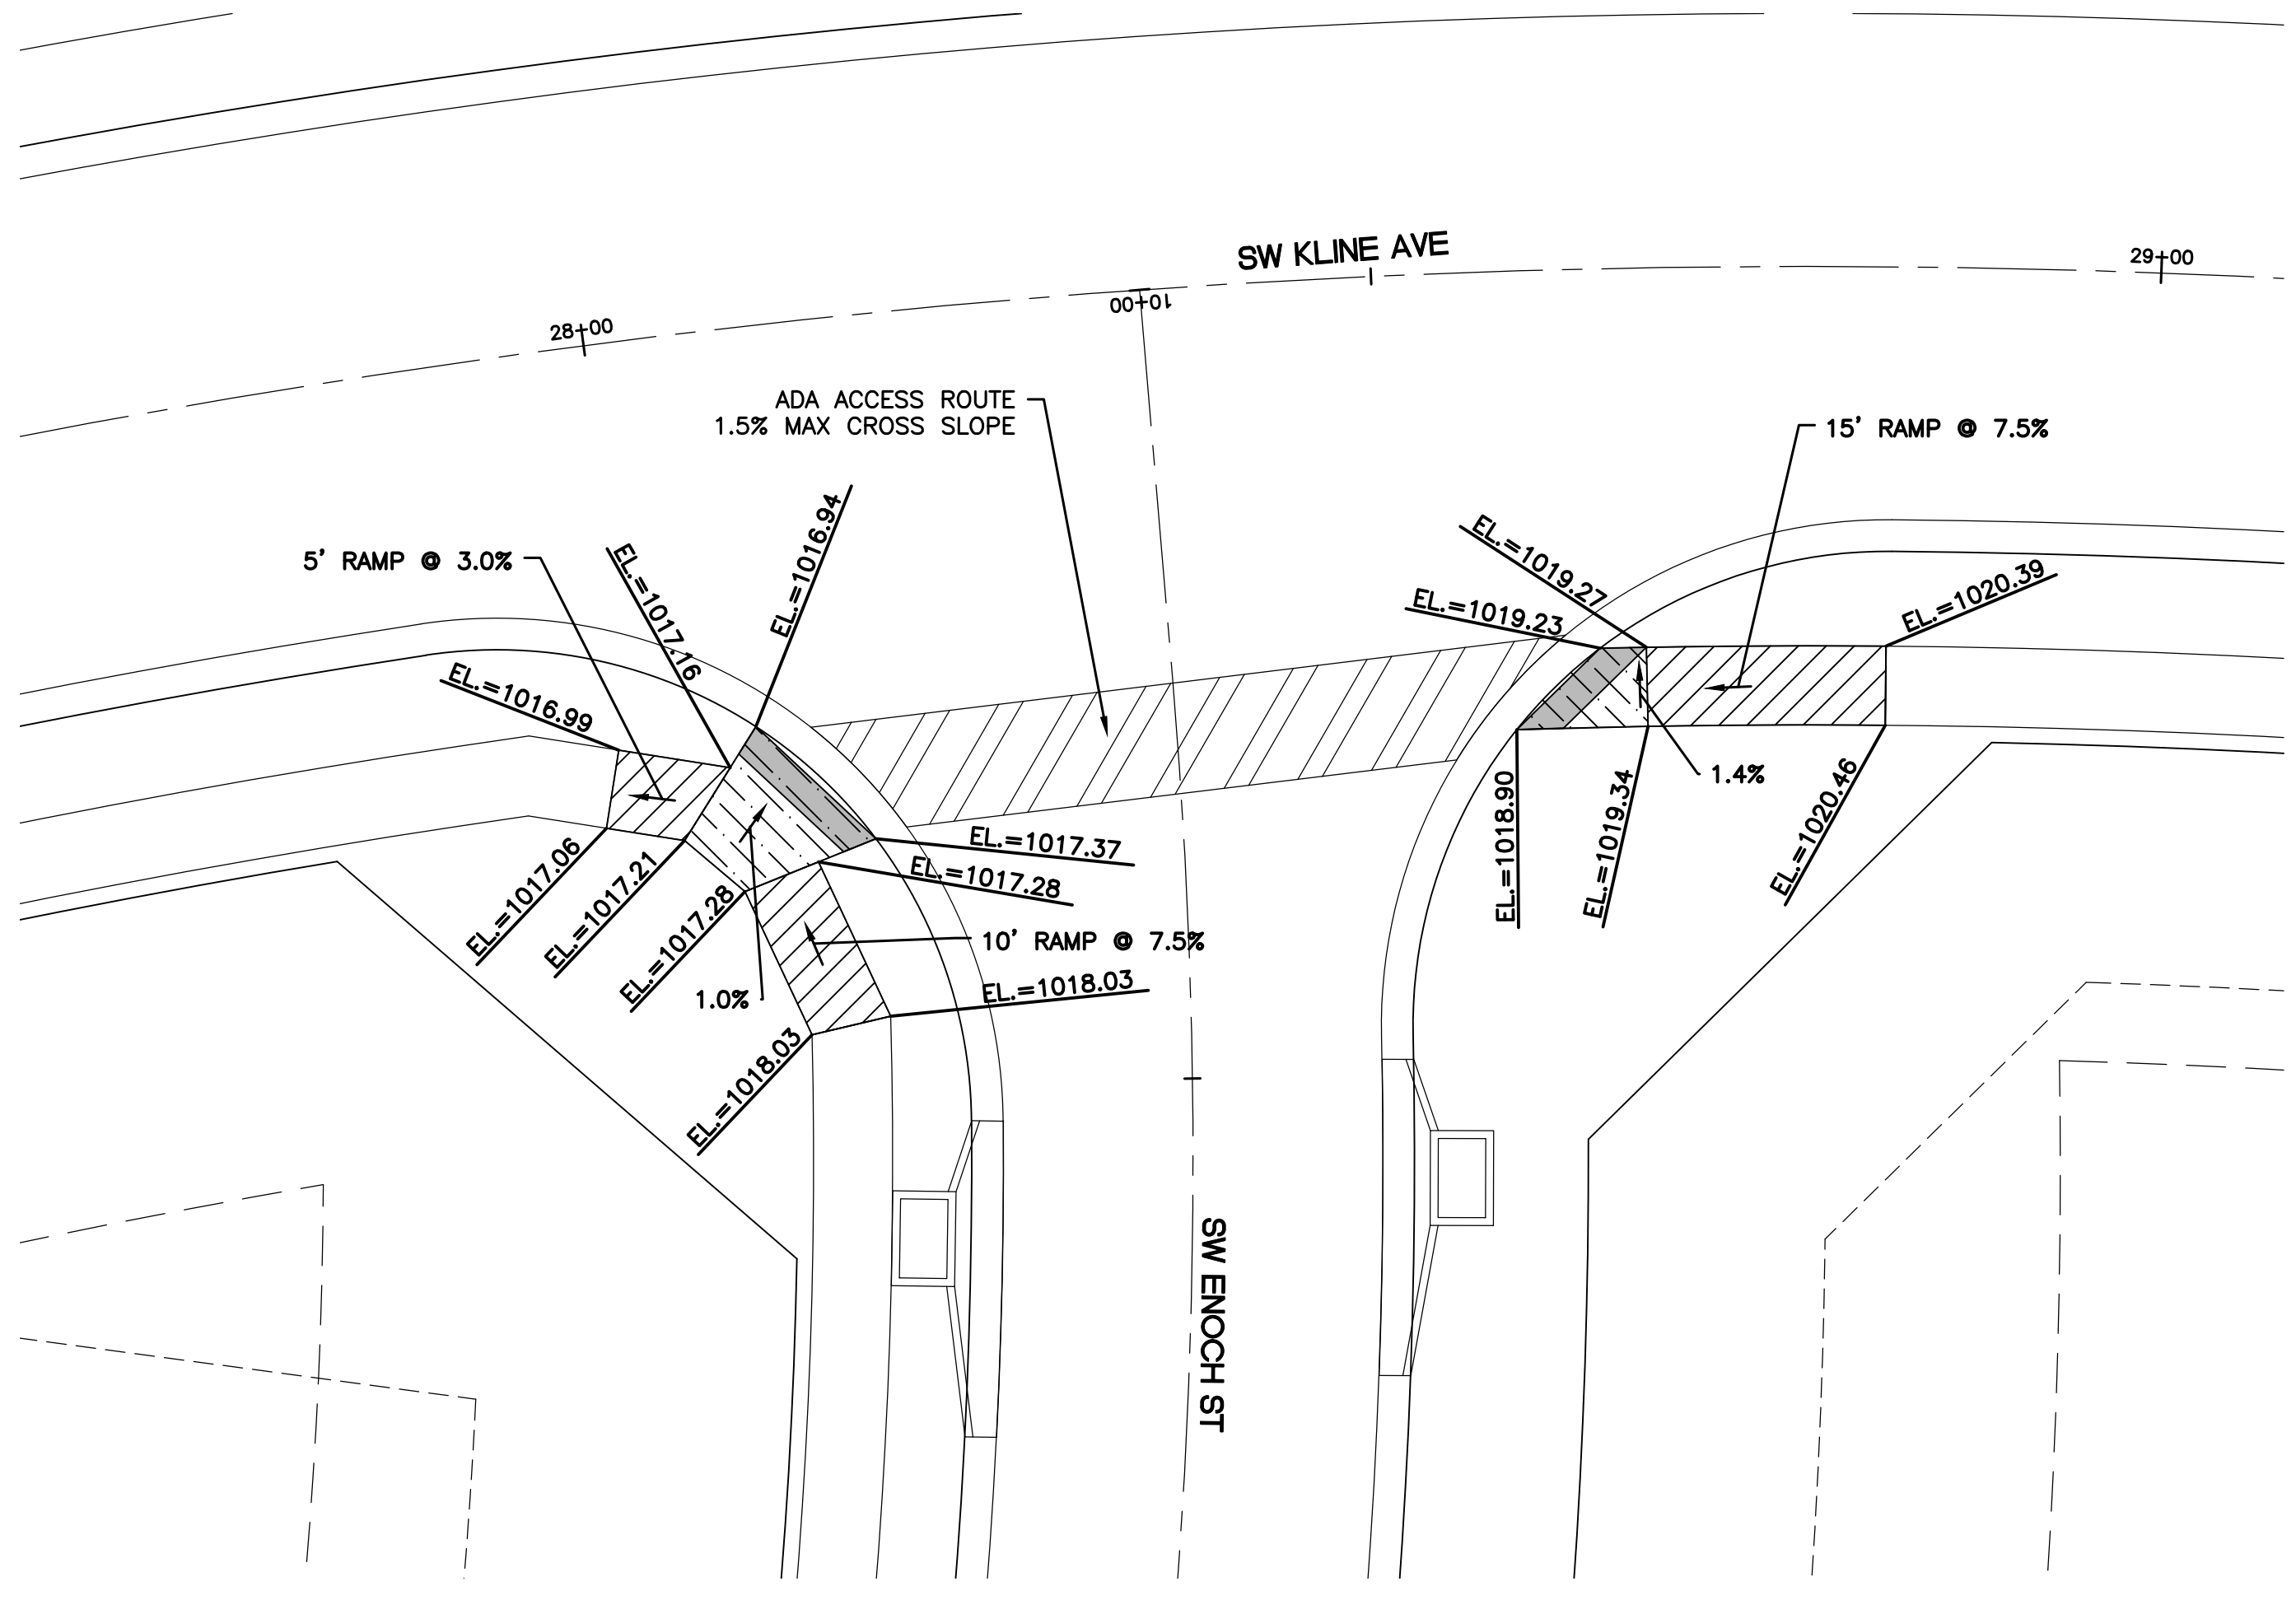 SW KLINE AVE
29+00
10+00
28+00
ADA ACCESS ROUTE
1.5% MAX CROSS SLOPE
15' RAMP @ 7.5%
EL.=1016.94
EL.=1019.27
5' RAMP @ 3.0%
EL.=1017.16
EL.=1019.23
EL.=1020.39
EL.=1016.99
1.4%
EL.=1017.37
EL.=1018.90
EL.=1019.34
EL.=1020.46
EL.=1017.28
EL.=1017.06
EL.=1017.21
EL.=1017.28
10' RAMP @ 7.5%
1.0%
EL.=1018.03
EL.=1018.03
SW ENOCH ST